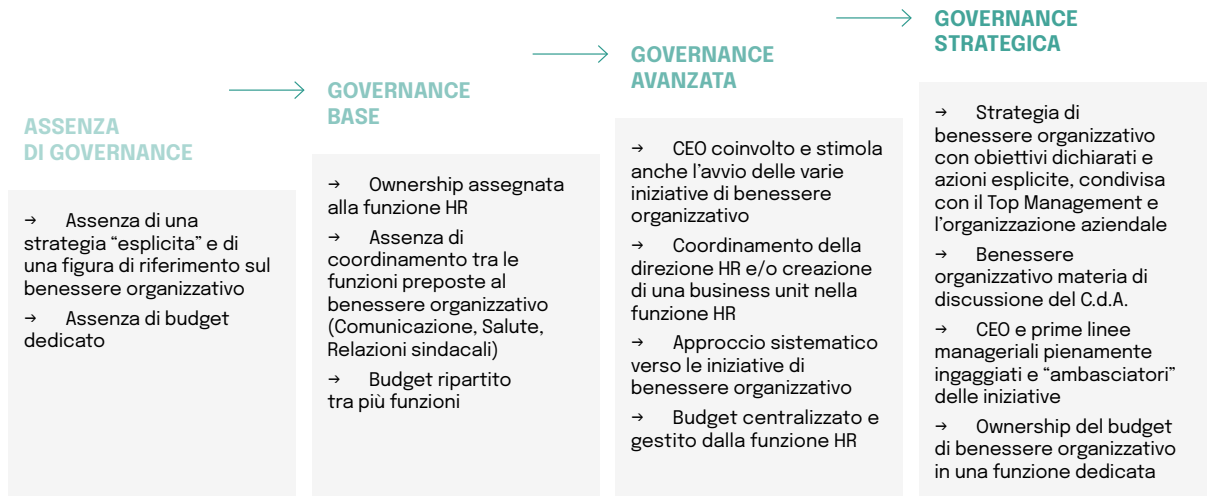 ASSENZA
DI GOVERNANCE
→ Assenza di una
strategia “esplicita” e di
una figura di riferimento sul
benessere organizzativo
→ Assenza di budget
dedicato
GOVERNANCE
BASE
→ Ownership assegnata
alla funzione HR
→ Assenza di
coordinamento tra le
funzioni preposte al
benessere organizzativo
(Comunicazione, Salute,
Relazioni sindacali)
→ Budget ripartito
tra più funzioni
GOVERNANCE
AVANZATA
→ CEO coinvolto e stimola
anche l’avvio delle varie
iniziative di benessere
organizzativo
→ Coordinamento della
direzione HR e/o creazione
di una business unit nella
funzione HR
→ Approccio sistematico
verso le iniziative di
benessere organizzativo
→ Budget centralizzato e
gestito dalla funzione HR
GOVERNANCE
STRATEGICA
→ Strategia di
benessere organizzativo
con obiettivi dichiarati e
azioni esplicite, condivisa
con il Top Management e
l’organizzazione aziendale
→ Benessere
organizzativo materia di
discussione del C.d.A.
→ CEO e prime linee
manageriali pienamente
ingaggiati e “ambasciatori”
delle iniziative
→ Ownership del budget
di benessere organizzativo
in una funzione dedicata